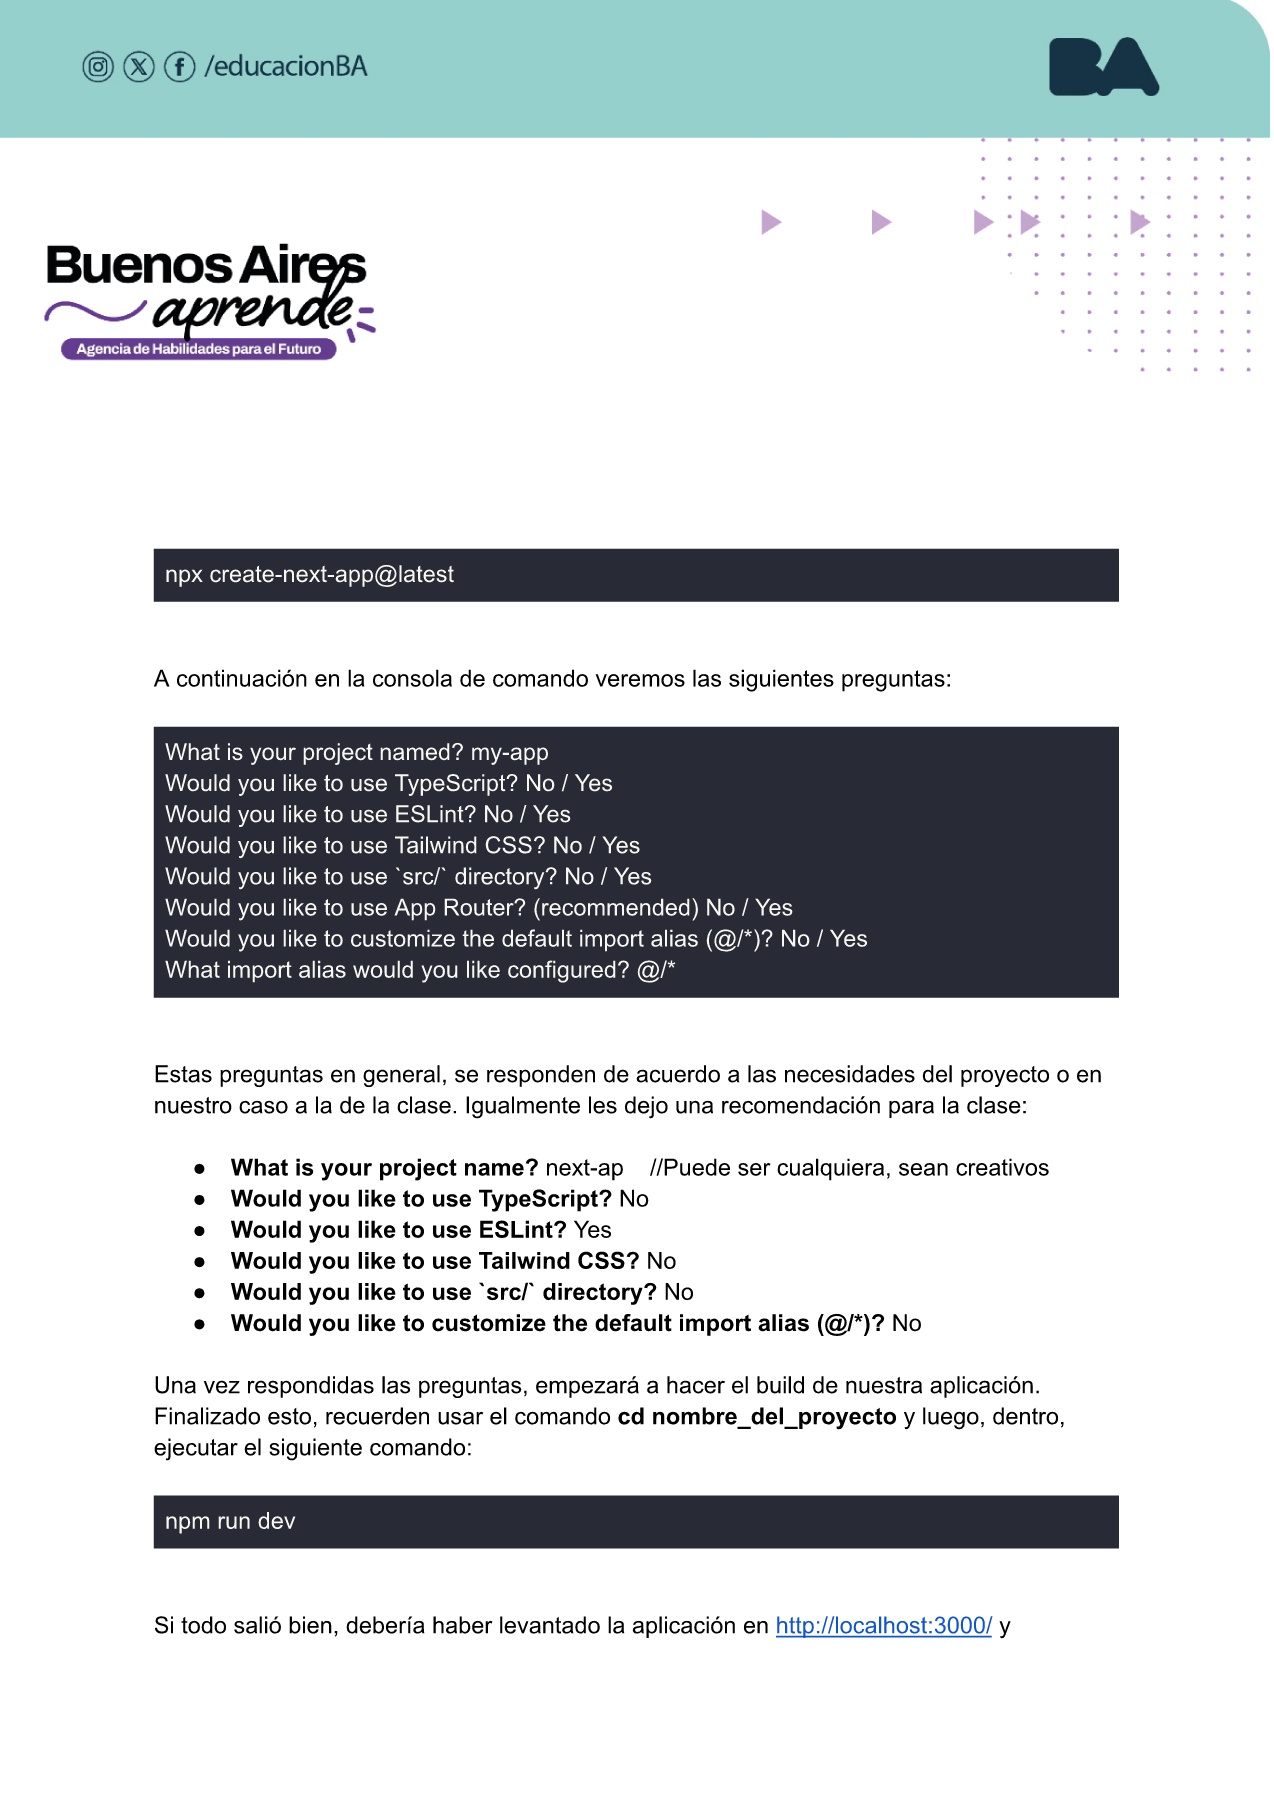 /educacionBA
BA
Buenos Aires
aprende
Agencia de Habilidades para el Futuro
npx create-next-app@latest
A continuación en la consola de comando veremos las siguientes preguntas:
What is your project named? my-app
Would you like to use TypeScript? No / Yes
Would you like to use ESLint? No / Yes
Would you like to use Tailwind CSS? No / Yes
Would you like to use `src/` directory? No / Yes
Would you like to use App Router? (recommended) No / Yes
Would you like to customize the default import alias (@/*)? No / Yes
What import alias would you like configured? @/*
Estas preguntas en general, se responden de acuerdo a las necesidades del proyecto o en
nuestro caso a la de la clase. Igualmente les dejo una recomendación para la clase:
● What is your project name? next-ap //Puede ser cualquiera, sean creativos
● Would you like to use TypeScript? No
● Would you like to use ESLint? Yes
● Would you like to use Tailwind CSS? No
● Would you like to use `src/` directory? No
● Would you like to customize the default import alias (@/*)? No
Una vez respondidas las preguntas, empezará a hacer el build de nuestra aplicación.
Finalizado esto, recuerden usar el comando cd nombre_del_proyecto y luego, dentro,
ejecutar el siguiente comando:
npm run dev
Si todo salió bien, debería haber levantado la aplicación en http://localhost:3000/ y